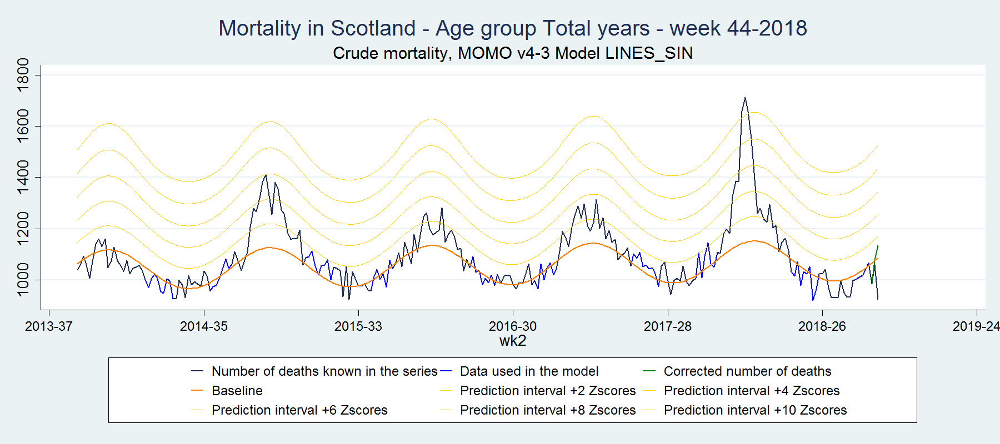 Mortality in Scotland - Age group Total years - week 44-2018
Crude mortality, MOMO v4-3 Model LINES_SIN
1800
1600
1400
1200
1000
2013-37 2014-35 2015-33 2016-30 2017-28 2018-26 2019-24
wk2
Number of deaths known in the series Data used in the model Corrected number of deaths
Baseline Prediction interval +2 Zscores Prediction interval +4 Zscores
Prediction interval +6 Zscores Prediction interval +8 Zscores Prediction interval +10 Zscores